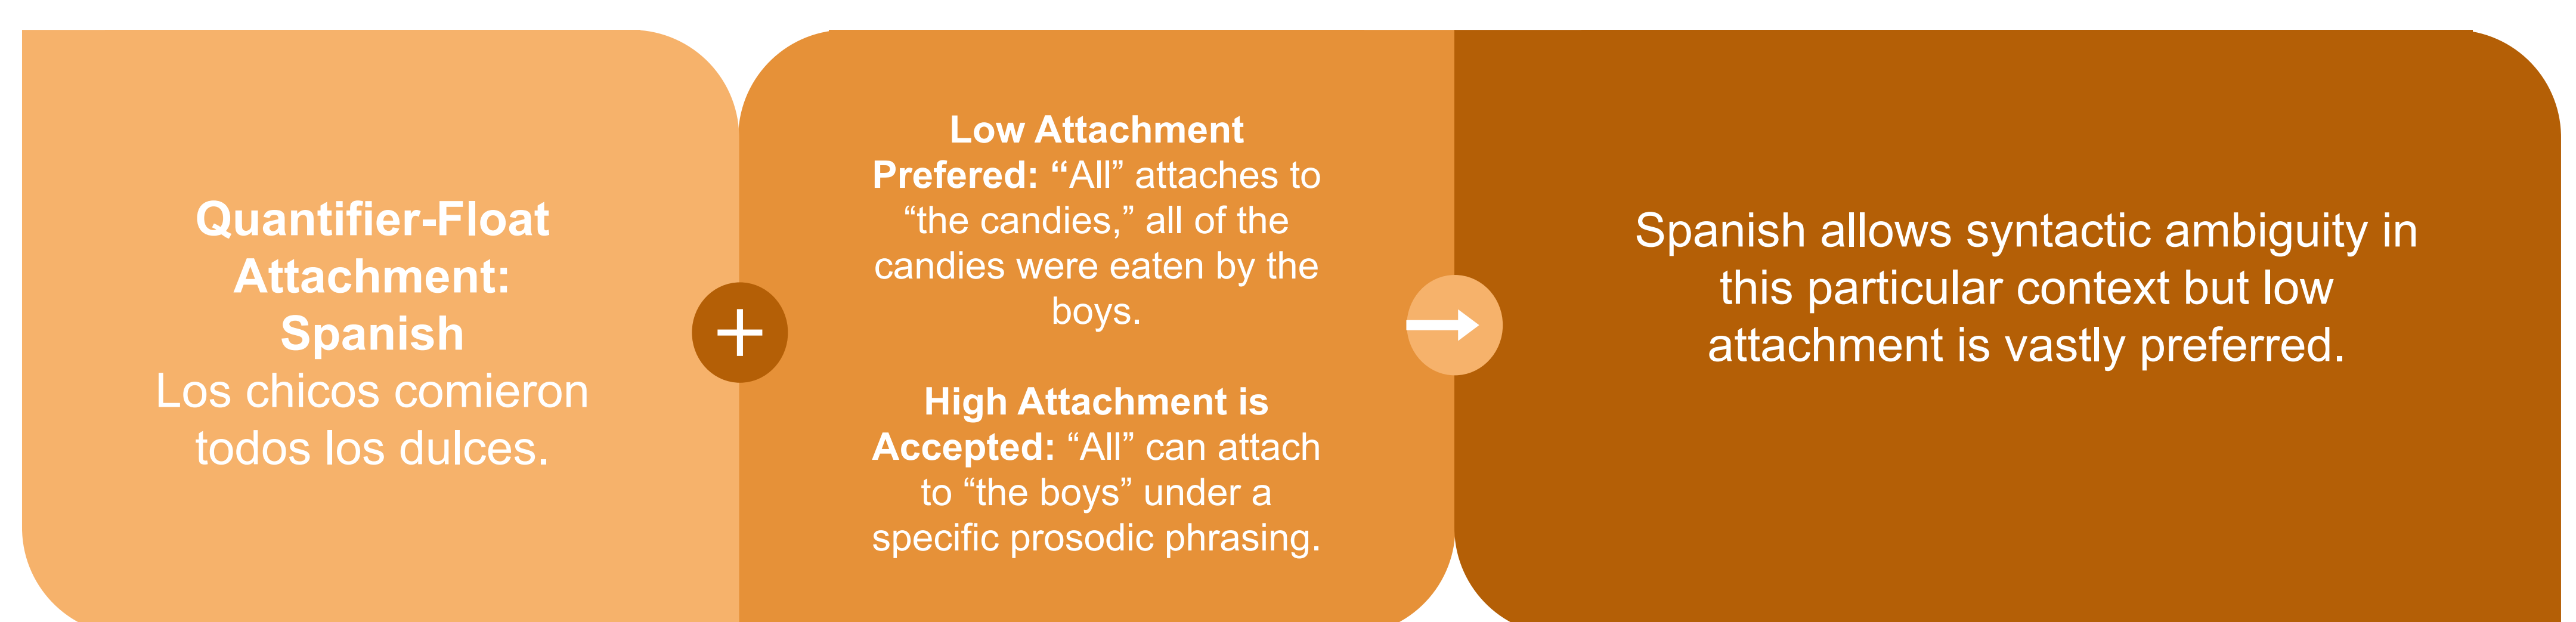 Quantifier-Float
Attachment:
Spanish
Los chicos comieron
todos los dulces.
+
Low Attachment
Prefered: “All” attaches to
“the candies,” all of the
candies were eaten by the
boys.
High Attachment is
Accepted: “All” can attach
to “the boys” under a
specific prosodic phrasing.
Spanish allows syntactic ambiguity in
this particular context but low
attachment is vastly preferred.